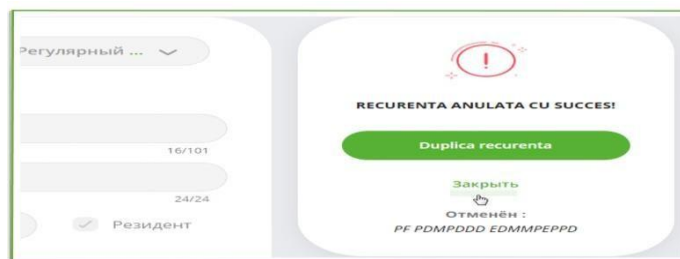 Регулярный ...
16/101
24/24
Резидент
RECURENTA ANULATA CU SUCCES!
Duplica recurenta
Закрыть
Отменён :
PF PDMPDDD EDMMPEPPD